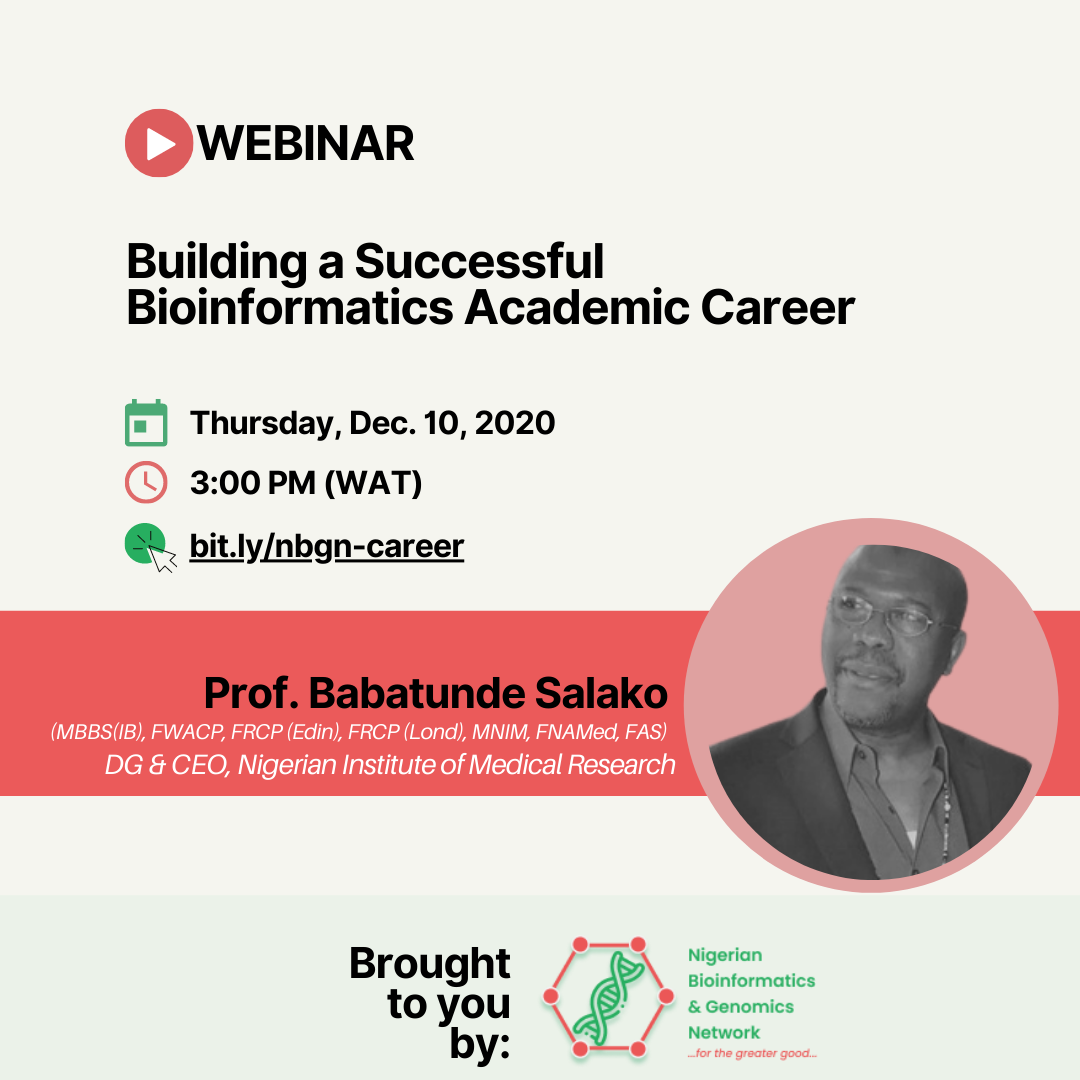 WEBINAR
Building a Successful
Bioinformatics Academic Career
Thursday, Dec. 10, 2020
3:00 PM (WAT)
bit.ly/nbgn-career
Prof. Babatunde Salako
(MBBS(IB), FWACP, FRCP (Edin), FRCP (Lond), MNIM, FNAMed, FAS)
DG & CEO, Nigerian Institute of Medical Research
Brought
to you
by:
Nigerian
Bioinformatics
& Genomics
Network
...for the greater good...